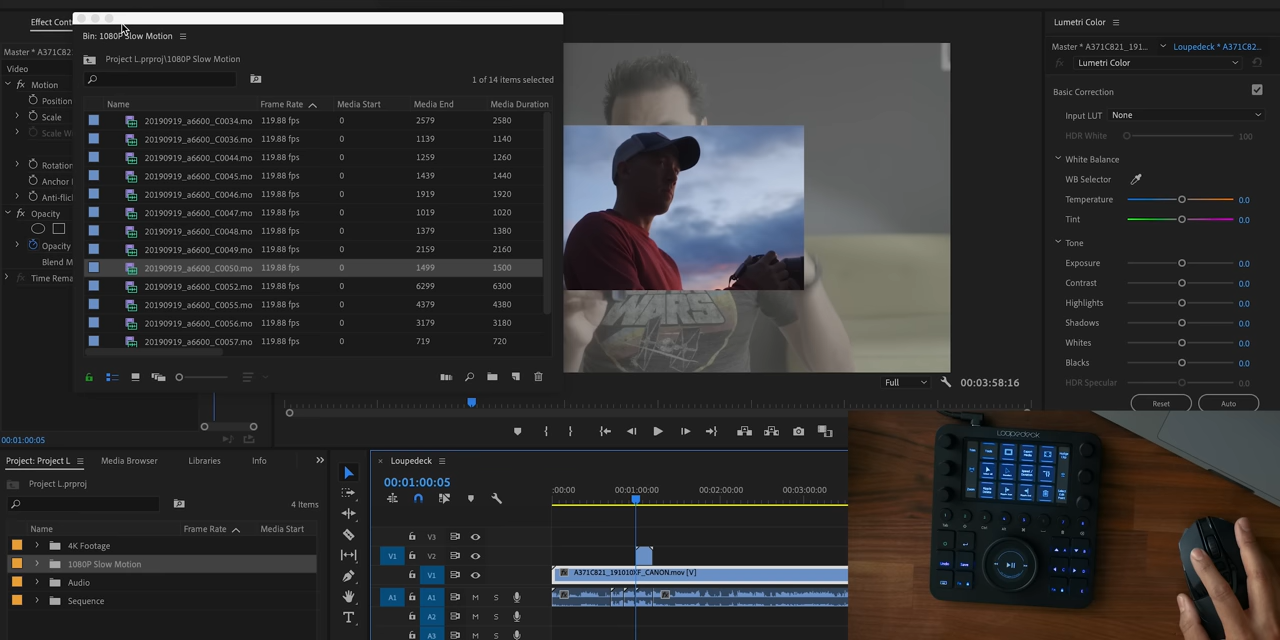 Effect Cont
Master * A371C82
Video
Motion
Position
Scale
Scale Wi
Rotation
Anchor
Anti-flic
Opacity
Opacity
Blend M
Time Rema
00:01:00:05
Bin: 1080P Slow Motion
Project L.prproj\1080P Slow Motion
1 of 14 items selected
Name Frame Rate Media Start Media End Media Duration
20190919_a6600_C0034.mo 119.88 fps 0 2579 2580
20190919_a6600_C0036.mo 119.88 fps 0 1139 1140
20190919_a6600_C0044.mo 119.88 fps 0 1259 1260
20190919_a6600_C0045.mo 119.88 fps 0 1439 1440
20190919_a6600_C0046.mo 119.88 fps 0 1919 1920
20190919_a6600_C0047.mo 119.88 fps 0 1019 1020
20190919_a6600_C0048.mo 119.88 fps 0 1379 1380
20190919_a6600_C0049.mo 119.88 fps 0 2159 2160
20190919_a6600_C0050.mo 119.88 fps 0 1499 1500
20190919_a6600_C0052.mo 119.88 fps 0 6299 6300
20190919_a6600_C0055.mo 119.88 fps 0 4379 4380
20190919_a6600_C0056.mo 119.88 fps 0 3179 3180
20190919_a6600_C0057.mo 119.88 fps 0 719 720
WARS
Full 00:03:58:16
Lumetri Color
Master * A371C821_191... Loupedeck * A371C82...
fx Lumetri Color
Basic Correction
Input LUT None
HDR White 100
White Balance
WB Selector
Temperature 0.0
Tint 0.0
Tone
Exposure 0.0
Contrast 0.0
Highlights 0.0
Shadows 0.0
Whites 0.0
Blacks 0.0
HDR Specular 0.0
Reset Auto
Project: Project L Media Browser Libraries Info
Project L.prproj
4 Items
Name Frame Rate Media Start
4K Footage
1080P Slow Motion
Audio
Sequence
Loupedeck
00:01:00:05
:00:00 00:01:00:00 00:02:00:00 00:03:00:00
V3
V1 V2
V1 A371C821_191010XF_CANON.mov [V]
A1 A1 M S
A2 M S
A3 M S
Loupedeck